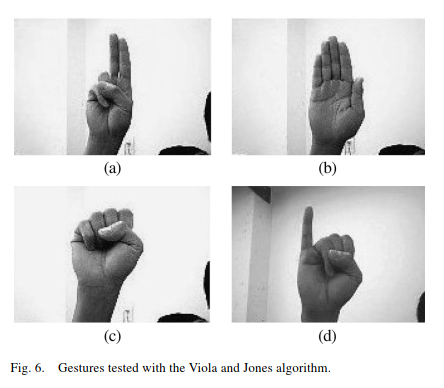 (a) (b)
(c) (d)
Fig. 6. Gestures tested with the Viola and Jones algorithm.